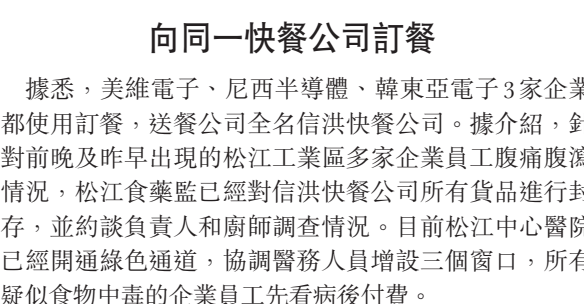 向同一快餐公司訂餐
據悉，美維電子、尼西半導體、韓東亞電子3家企業
都使用訂餐，送餐公司全名信洪快餐公司。據介紹，針
對前晚及昨早出現的松江工業區多家企業員工腹痛腹瀉
情況，松江食藥監已經對信洪快餐公司所有貨品進行封
存，並約談負責人和廚師調查情況。目前松江中心醫院
已經開通綠色通道，協調醫務人員增設三個窗口，所有
疑似食物中毒的企業員工先看病後付費。